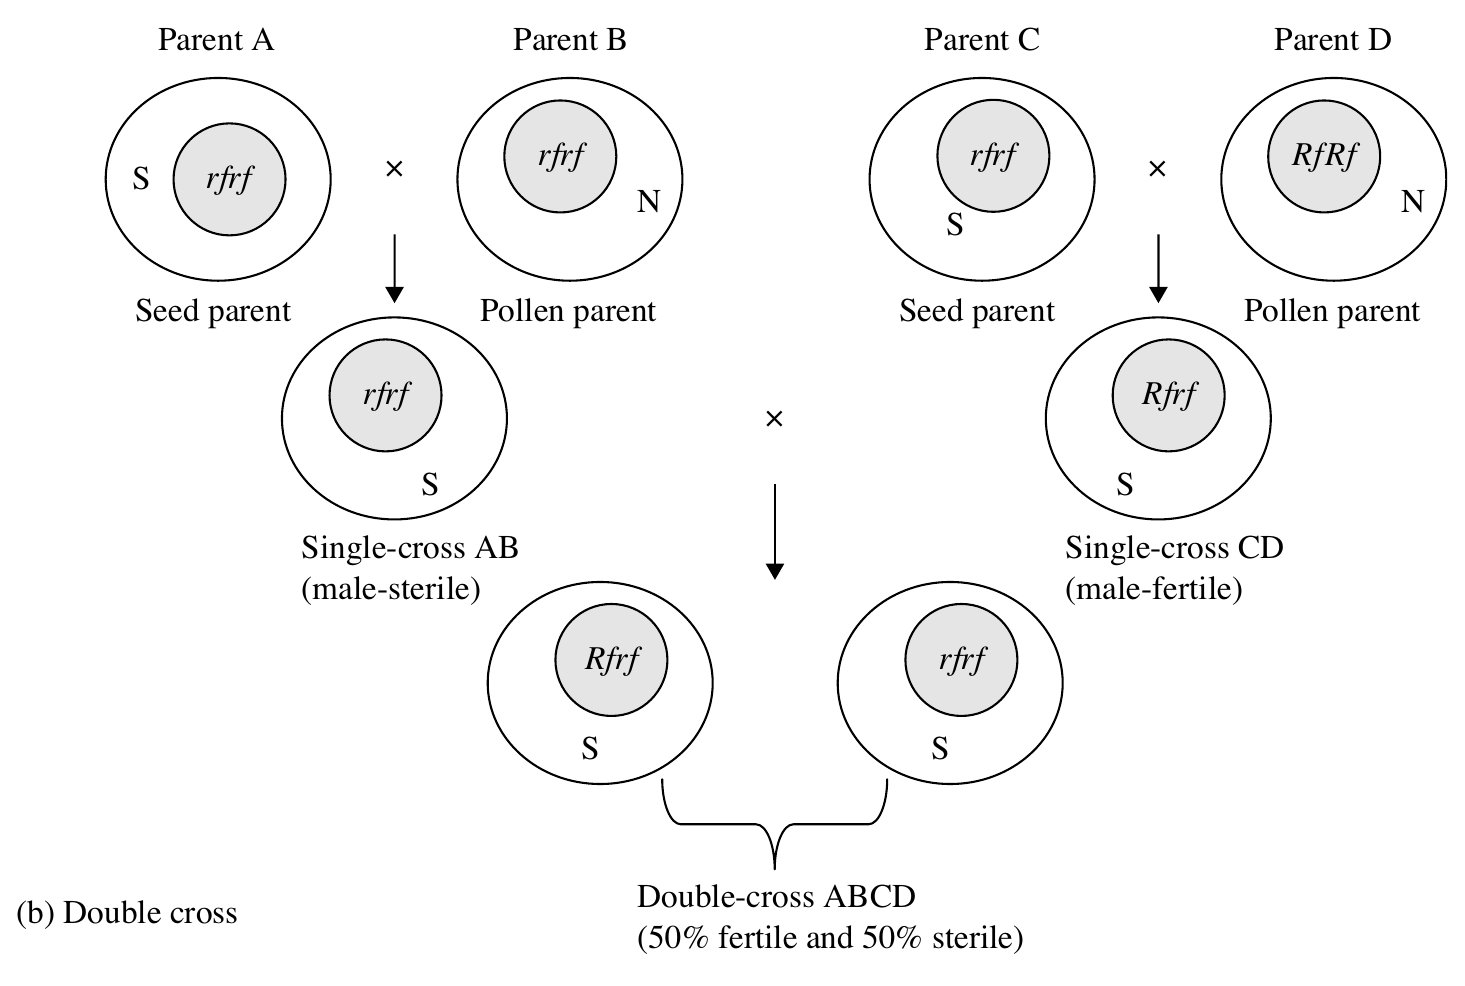 Parent A
Parent B
Parent C
Parent D
S
rfrf
×
rfrf
N
rfrf
S
×
RfRf
N
Seed parent
Pollen parent
Seed parent
Pollen parent
rfrf
S
×
Rfrf
S
Single-cross AB
(male-sterile)
Single-cross CD
(male-fertile)
Rfrf
S
rfrf
S
Double-cross ABCD
(50% fertile and 50% sterile)
(b) Double cross